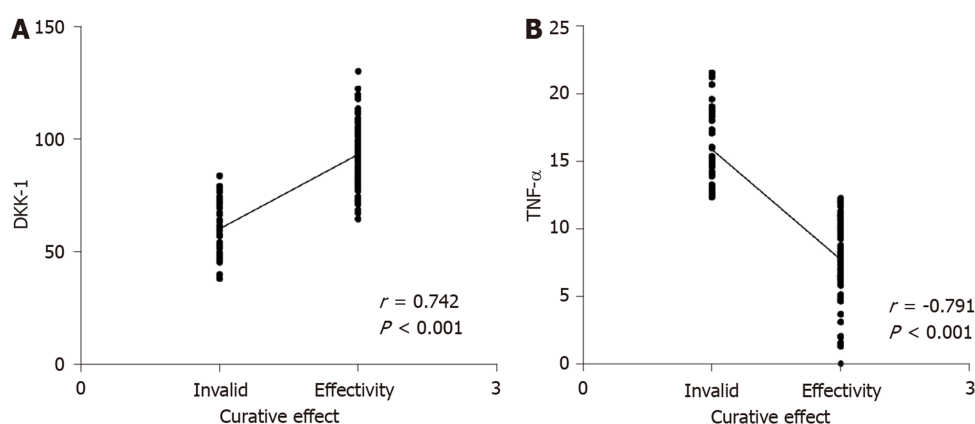 A
150
100
50
0
DKK-1
r = 0.742
P < 0.001
0 Invalid Effectivity 3
Curative effect
B
25
20
15
10
5
0
TNF-α
r = -0.791
P < 0.001
0 Invalid Effectivity 3
Curative effect